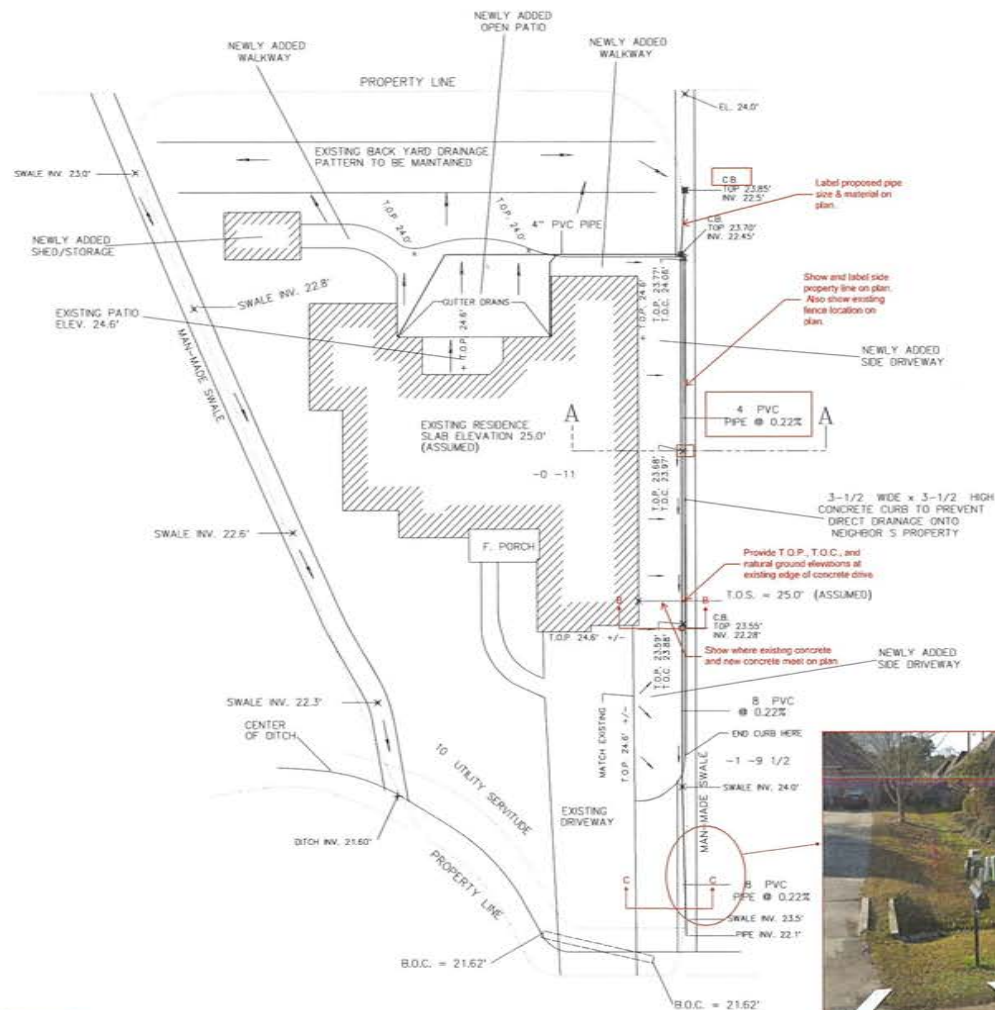 NEWLY ADDED
OPEN PATIO
NEWLY ADDED
WALKWAY
NEWLY ADDED
WALKWAY
PROPERTY LINE
EL. 24.0'
EXISTING BACK YARD DRAINAGE
PATTERN TO BE MAINTAINED
SWALE INV. 23.0'
C.B.
TOP 23.85'
INV. 22.5'
Label proposed pipe
size & material on
plan.
C.B.
TOP 23.70'
INV. 22.45'
T.O.P. 24.0'
T.O.P. 24.0'
4" PVC PIPE
NEWLY ADDED
SHED/STORAGE
SWALE INV. 22.8'
GUTTER DRAINS
T.O.P. 24.6'
T.O.P. 24.6'
T.O.P. 23.77'
T.O.C. 24.06'
Show and label side
property line on plan.
Also show existing
fence location on
plan.
EXISTING PATIO
ELEV. 24.6'
MAN-MADE SWALE
NEWLY ADDED
SIDE DRIVEWAY
4 PVC
PIPE @ 0.22%
A
A
EXISTING RESIDENCE
SLAB ELEVATION 25.0'
(ASSUMED)
-0 -11
T.O.P. 23.68'
T.O.C. 23.97'
3-1/2 WIDE x 3-1/2 HIGH
CONCRETE CURB TO PREVENT
DIRECT DRAINAGE ONTO
NEIGHBOR S PROPERTY
SWALE INV. 22.6'
F. PORCH
Provide T.O.P., T.O.C., and
natural ground elevations at
existing edge of concrete drive
T.O.S. = 25.0' (ASSUMED)
B
B
C.B.
TOP 23.55'
INV. 22.28'
T.O.P. 24.6' +/-
T.O.P. 23.59'
T.O.C. 23.88'
Show where existing concrete
and new concrete meet on plan
NEWLY ADDED
SIDE DRIVEWAY
SWALE INV. 22.3'
MATCH EXISTING
T.O.P. 24.6' +/-
8 PVC
@ 0.22%
CENTER
OF DITCH
END CURB HERE
-1 -9 1/2
10 UTILITY SERVITUDE
MAN-MADE SWALE
SWALE INV. 24.0'
EXISTING
DRIVEWAY
DITCH INV. 21.60'
PROPERTY LINE
C
C
8 PVC
PIPE @ 0.22%
SWALE INV. 23.5'
PIPE INV. 22.1'
B.O.C. = 21.62'
B.O.C. = 21.62'